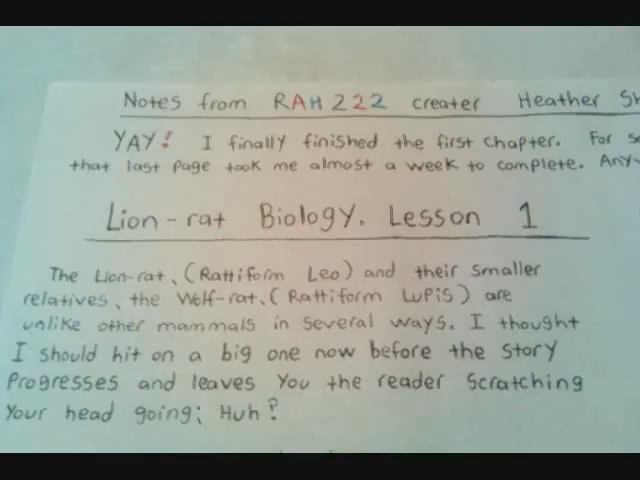 Notes from RAH222 creater Heather
YAY! I finally finished the first chapter. For
that last page took me almost a week to complete. Any-
Lion-rat Biology. Lesson 1
The Lion-rat, (Rattiform Leo) and their smaller
relatives, the Wolf-rat, (Rattiform Lupis) are
unlike other mammals in several ways. I thought
I should hit on a big one now before the story
Progresses and leaves you the reader scratching
your head going; Huh?